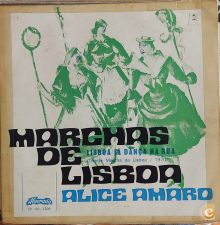 MARCHAS
DE
LISBOA JÁ DANÇA NA RUA
LISBOA
ALICE AMARO